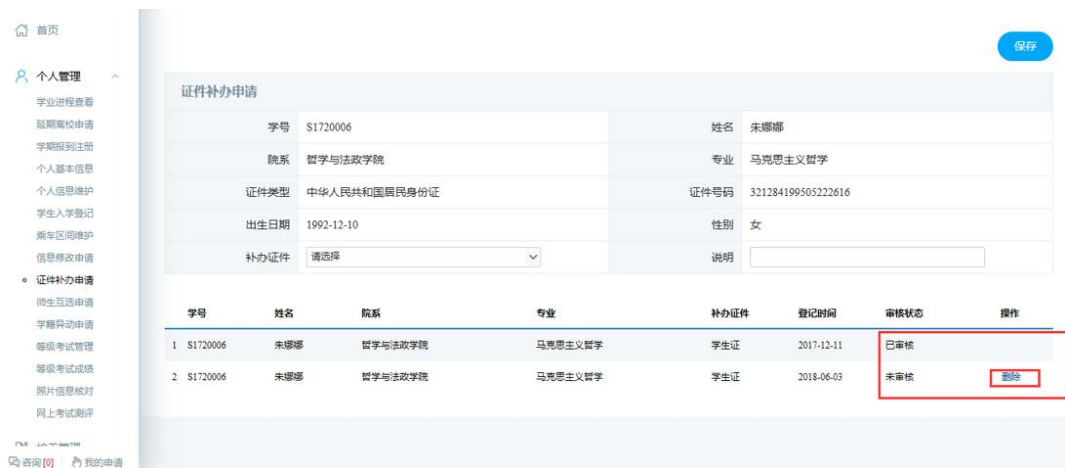 首页
保存
个人管理
学业进程查看
延期离校申请
学期报到注册
个人基本信息
个人信息维护
学生入学登记
乘车区间维护
信息修改申请
证件补办申请
师生互选申请
学籍异动申请
等级考试管理
等级考试成绩
照片信息核对
网上考试测评
咨询[0] 我的申请
证件补办申请
学号 S1720006 姓名 朱娜娜
院系 哲学与法政学院 专业 马克思主义哲学
证件类型 中华人民共和国居民身份证 证件号码 321284199505222616
出生日期 1992-12-10 性别 女
补办证件 请选择 说明
学号 姓名 院系 专业 补办证件 登记时间 审核状态 操作
1 S1720006 朱娜娜 哲学与法政学院 马克思主义哲学 学生证 2017-12-11 已审核
2 S1720006 朱娜娜 哲学与法政学院 马克思主义哲学 学生证 2018-06-03 未审核 删除